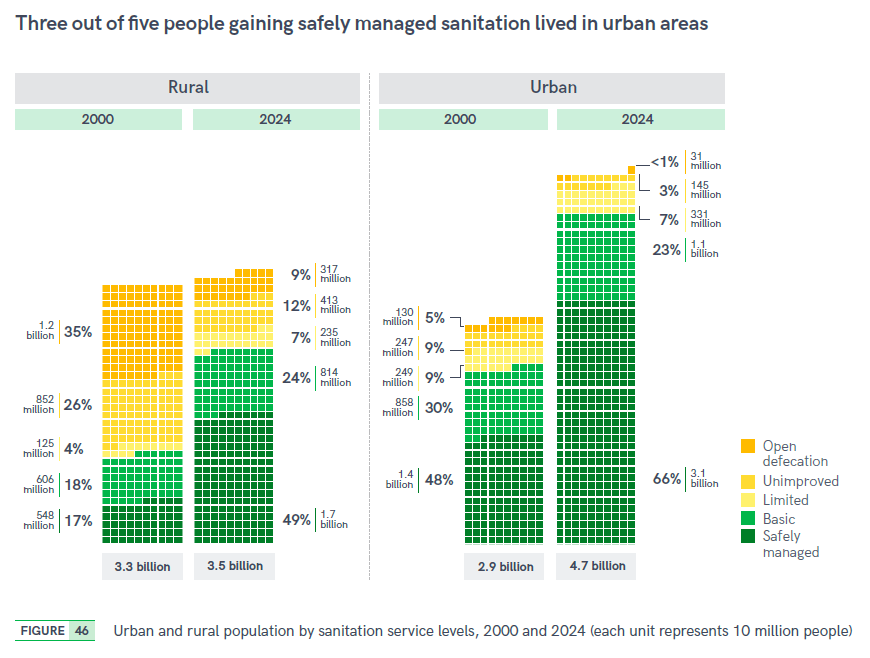 Three out of five people gaining safely managed sanitation lived in urban areas
Rural
Urban
2000
2024
2000
2024
1.2
billion
35%
852
million
26%
125
million
4%
606
million
18%
548
million
17%
9%
317
million
12%
413
million
7%
235
million
24%
814
million
49%
1.7
billion
130
million
5%
247
million
9%
249
million
9%
858
million
30%
1.4
billion
48%
<1%
31
million
3%
145
million
7%
331
million
23%
1.1
billion
66%
3.1
billion
Open
defecation
Unimproved
Limited
Basic
Safely
managed
3.3 billion
3.5 billion
2.9 billion
4.7 billion
FIGURE 46
Urban and rural population by sanitation service levels, 2000 and 2024 (each unit represents 10 million people)